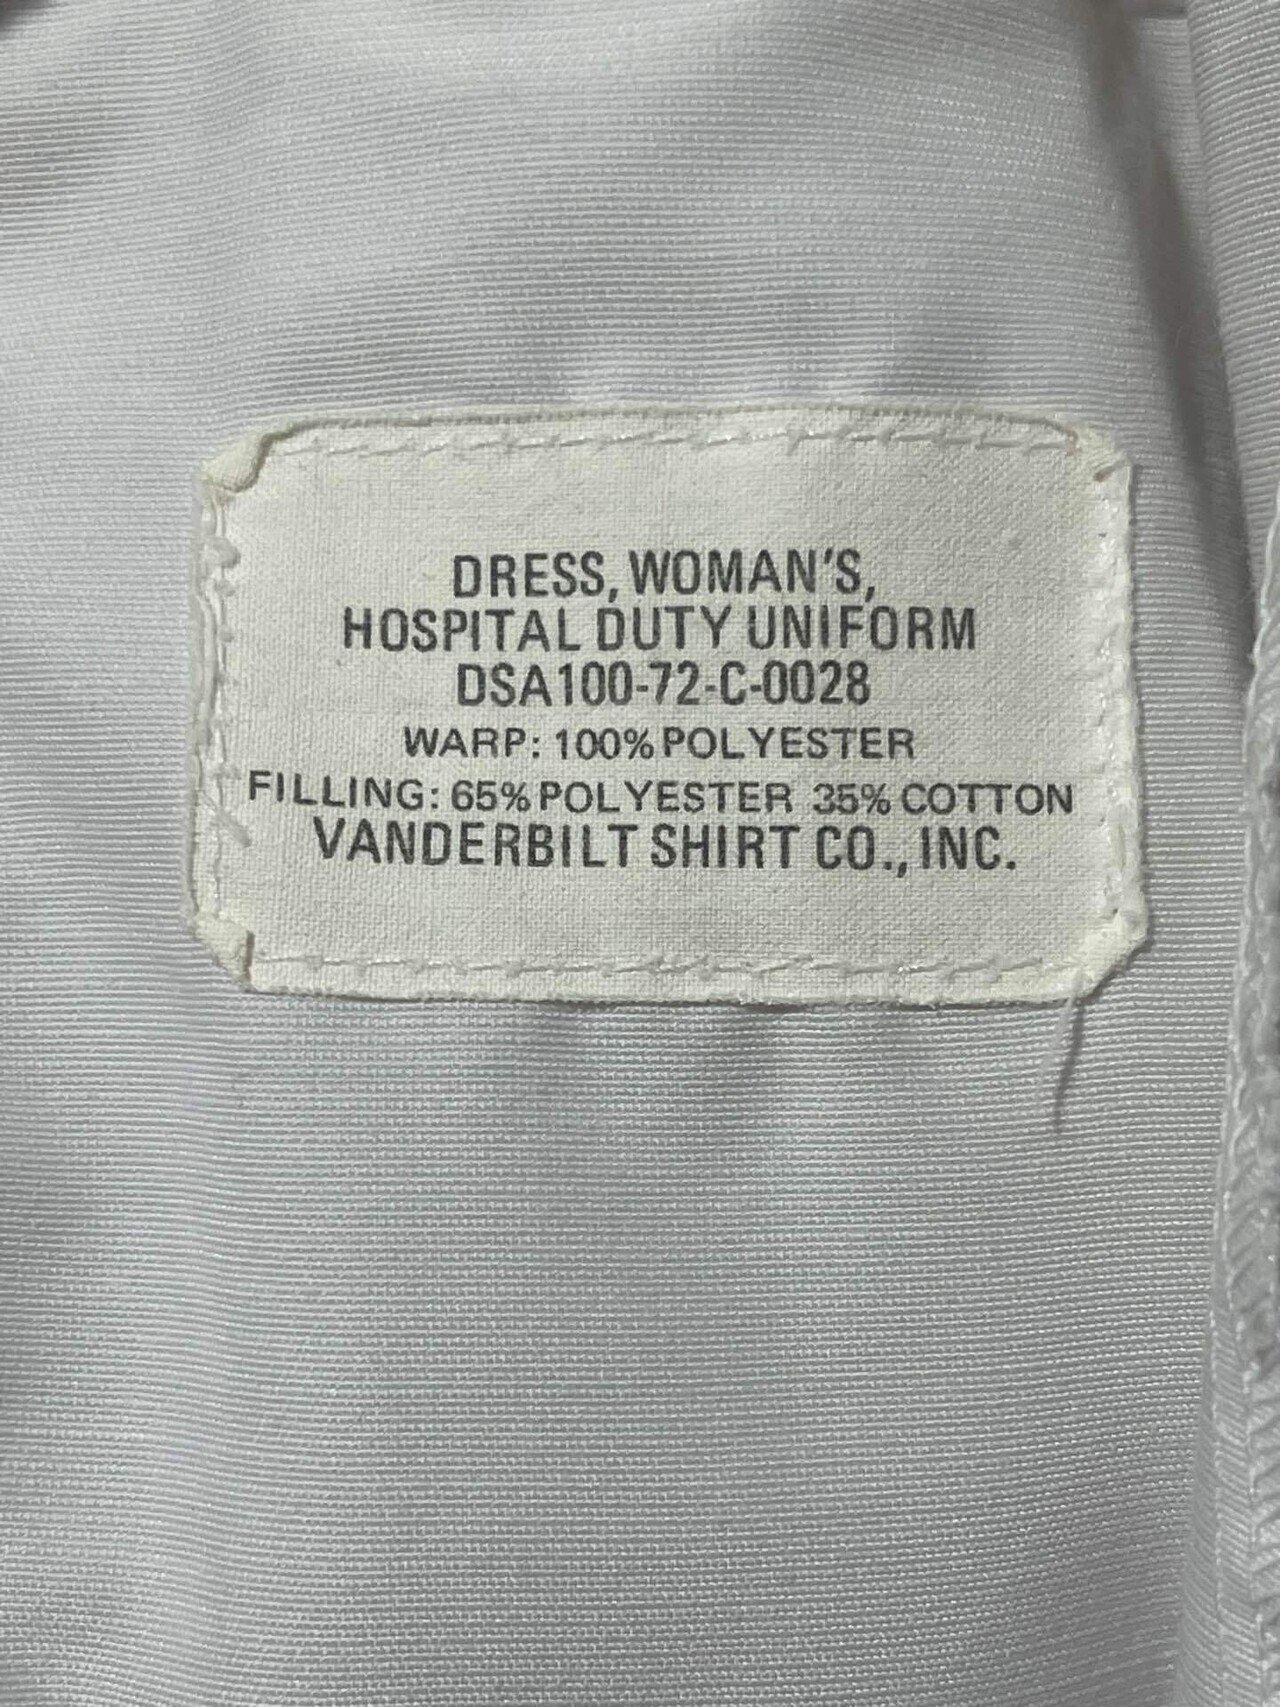 DRESS, WOMAN'S,
HOSPITAL DUTY UNIFORM
DSA100-72-C-0028
WARP: 100% POLYESTER
FILLING: 65% POLYESTER 35% COTTON
VANDERBILT SHIRT CO., INC.